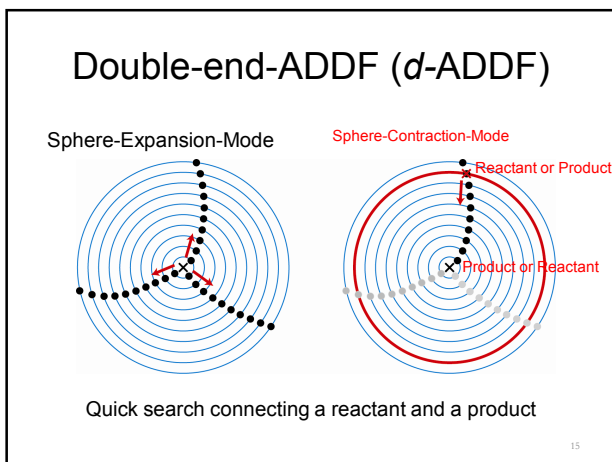 Double-end-ADDF (d-ADDF)
Sphere-Expansion-Mode
Sphere-Contraction-Mode
Reactant or Product
Product or Reactant
Quick search connecting a reactant and a product
15